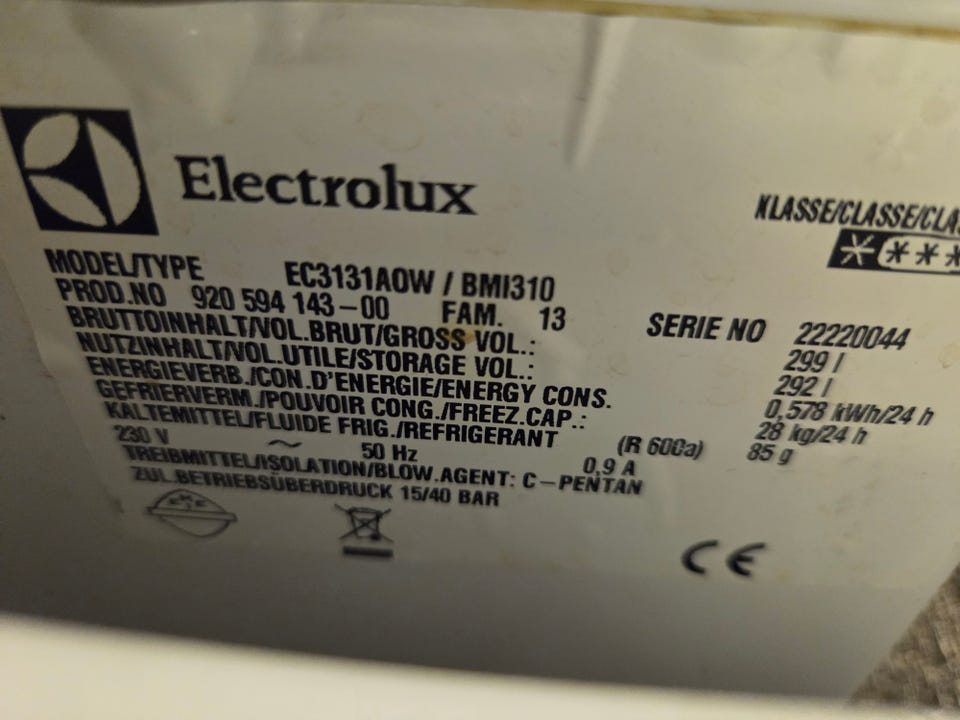 Electrolux
KLASSE/CLASSE/CLAS
MODEL/TYPE EC3131AOW / BMI310
PROD.NO 920 594 143-00 FAM. 13 SERIE NO 22220044
BRUTTOINHALT/VOL.BRUT/GROSS VOL.: 299 l
NUTZINHALT/VOL.UTILE/STORAGE VOL.: 292 l
ENERGIEVERB./CON.D'ENERGIE/ENERGY CONS. 0,578 kWh/24 h
GEFRIERVERM./POUVOIR CONG./FREEZ.CAP.: 28 kg/24 h
KALTEMITTEL/FLUIDE FRIG./REFRIGERANT (R 600a) 85 g
230 V ~ 50 Hz 0,9 A
TREIBMITTEL/ISOLATION/BLOW.AGENT: C-PENTAN
ZUL.BETRIEBSÜBERDRUCK 15/40 BAR
CE